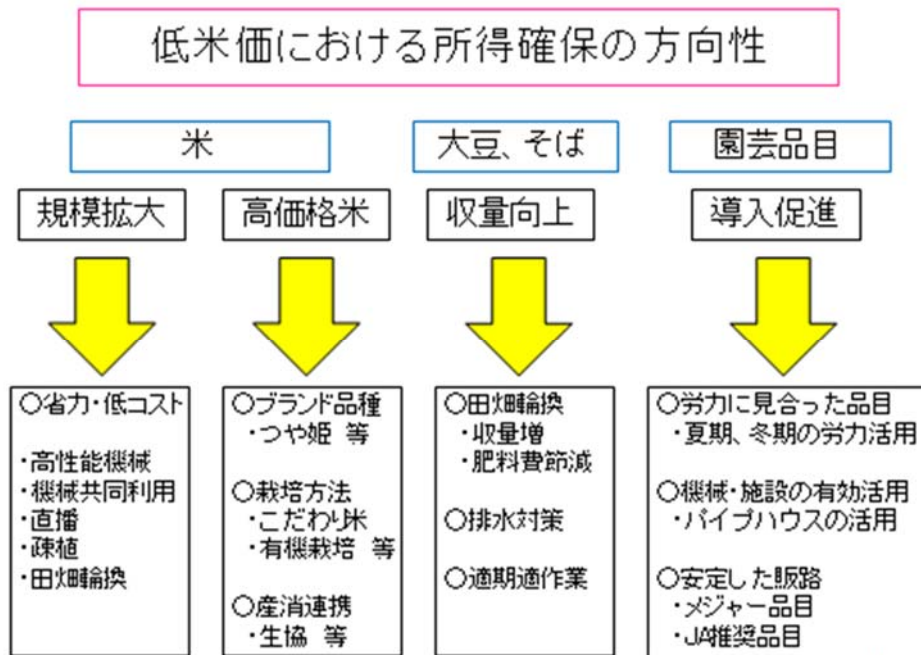 低米価における所得確保の方向性
米
大豆、そば
園芸品目
規模拡大
高価格米
収量向上
導入促進
○省力・低コスト
・高性能機械
・機械共同利用
・直播
・疎植
・田畑輪換
○ブランド品種
・つや姫 等
○栽培方法
・こだわり米
・有機栽培 等
○産消連携
・生協 等
○田畑輪換
・収量増
・肥料費節減
○排水対策
○適期適作業
○労力に見合った品目
・夏期、冬期の労力活用
○機械・施設の有効活用
・パイプハウスの活用
○安定した販路
・メジャー品目
・JA推奨品目